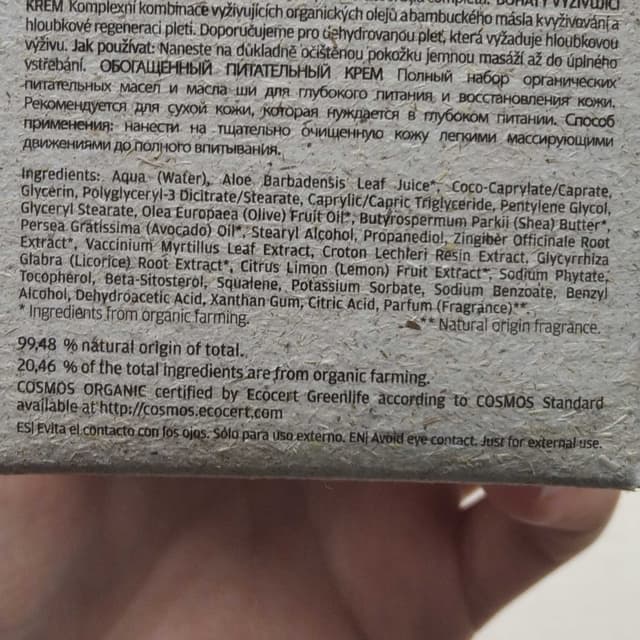 BOHATÝ VYŽIVUJÍCÍ
KRÉM Komplexní kombinace vyživujících organických olejů a bambuckého másla k vyživování a
hloubkové regeneraci pleti. Doporučujeme pro dehydrovanou pleť, která vyžaduje hloubkovou
výživu. Jak používat: Naneste na důkladně očištěnou pokožku jemnou masáží až do úplného
vstřebání. ОБОГАЩЕННЫЙ ПИТАТЕЛЬНЫЙ КРЕМ Полный набор органических
питательных масел и масла ши для глубокого питания и восстановления кожи.
Рекомендуется для сухой кожи, которая нуждается в глубоком питании. Способ
применения: нанести на тщательно очищенную кожу легкими массирующими
движениями до полного впитывания.
Ingredients: Aqua (Water), Aloe Barbadensis Leaf Juice*, Coco-Caprylate/Caprate,
Glycerin, Polyglyceryl-3 Dicitrate/Stearate, Caprylic/Capric Triglyceride, Pentylene Glycol,
Glyceryl Stearate, Olea Europaea (Olive) Fruit Oil*, Butyrospermum Parkii (Shea) Butter*,
Persea Gratissima (Avocado) Oil*, Stearyl Alcohol, Propanediol, Zingiber Officinale Root
Extract*, Vaccinium Myrtillus Leaf Extract, Croton Lechleri Resin Extract, Glycyrrhiza
Glabra (Licorice) Root Extract*, Citrus Limon (Lemon) Fruit Extract*, Sodium Phytate,
Tocopherol, Beta-Sitosterol, Squalene, Potassium Sorbate, Sodium Benzoate, Benzyl
Alcohol, Dehydroacetic Acid, Xanthan Gum, Citric Acid, Parfum (Fragrance).**
* Ingredients from organic farming. ** Natural origin fragrance.
99,48 % natural origin of total.
20,46 % of the total ingredients are from organic farming.
COSMOS ORGANIC certified by Ecocert Greenlife according to COSMOS Standard
available at http://cosmos.ecocert.com
ES| Evita el contacto con los ojos. Sólo para uso externo. EN| Avoid eye contact. Just for external use.